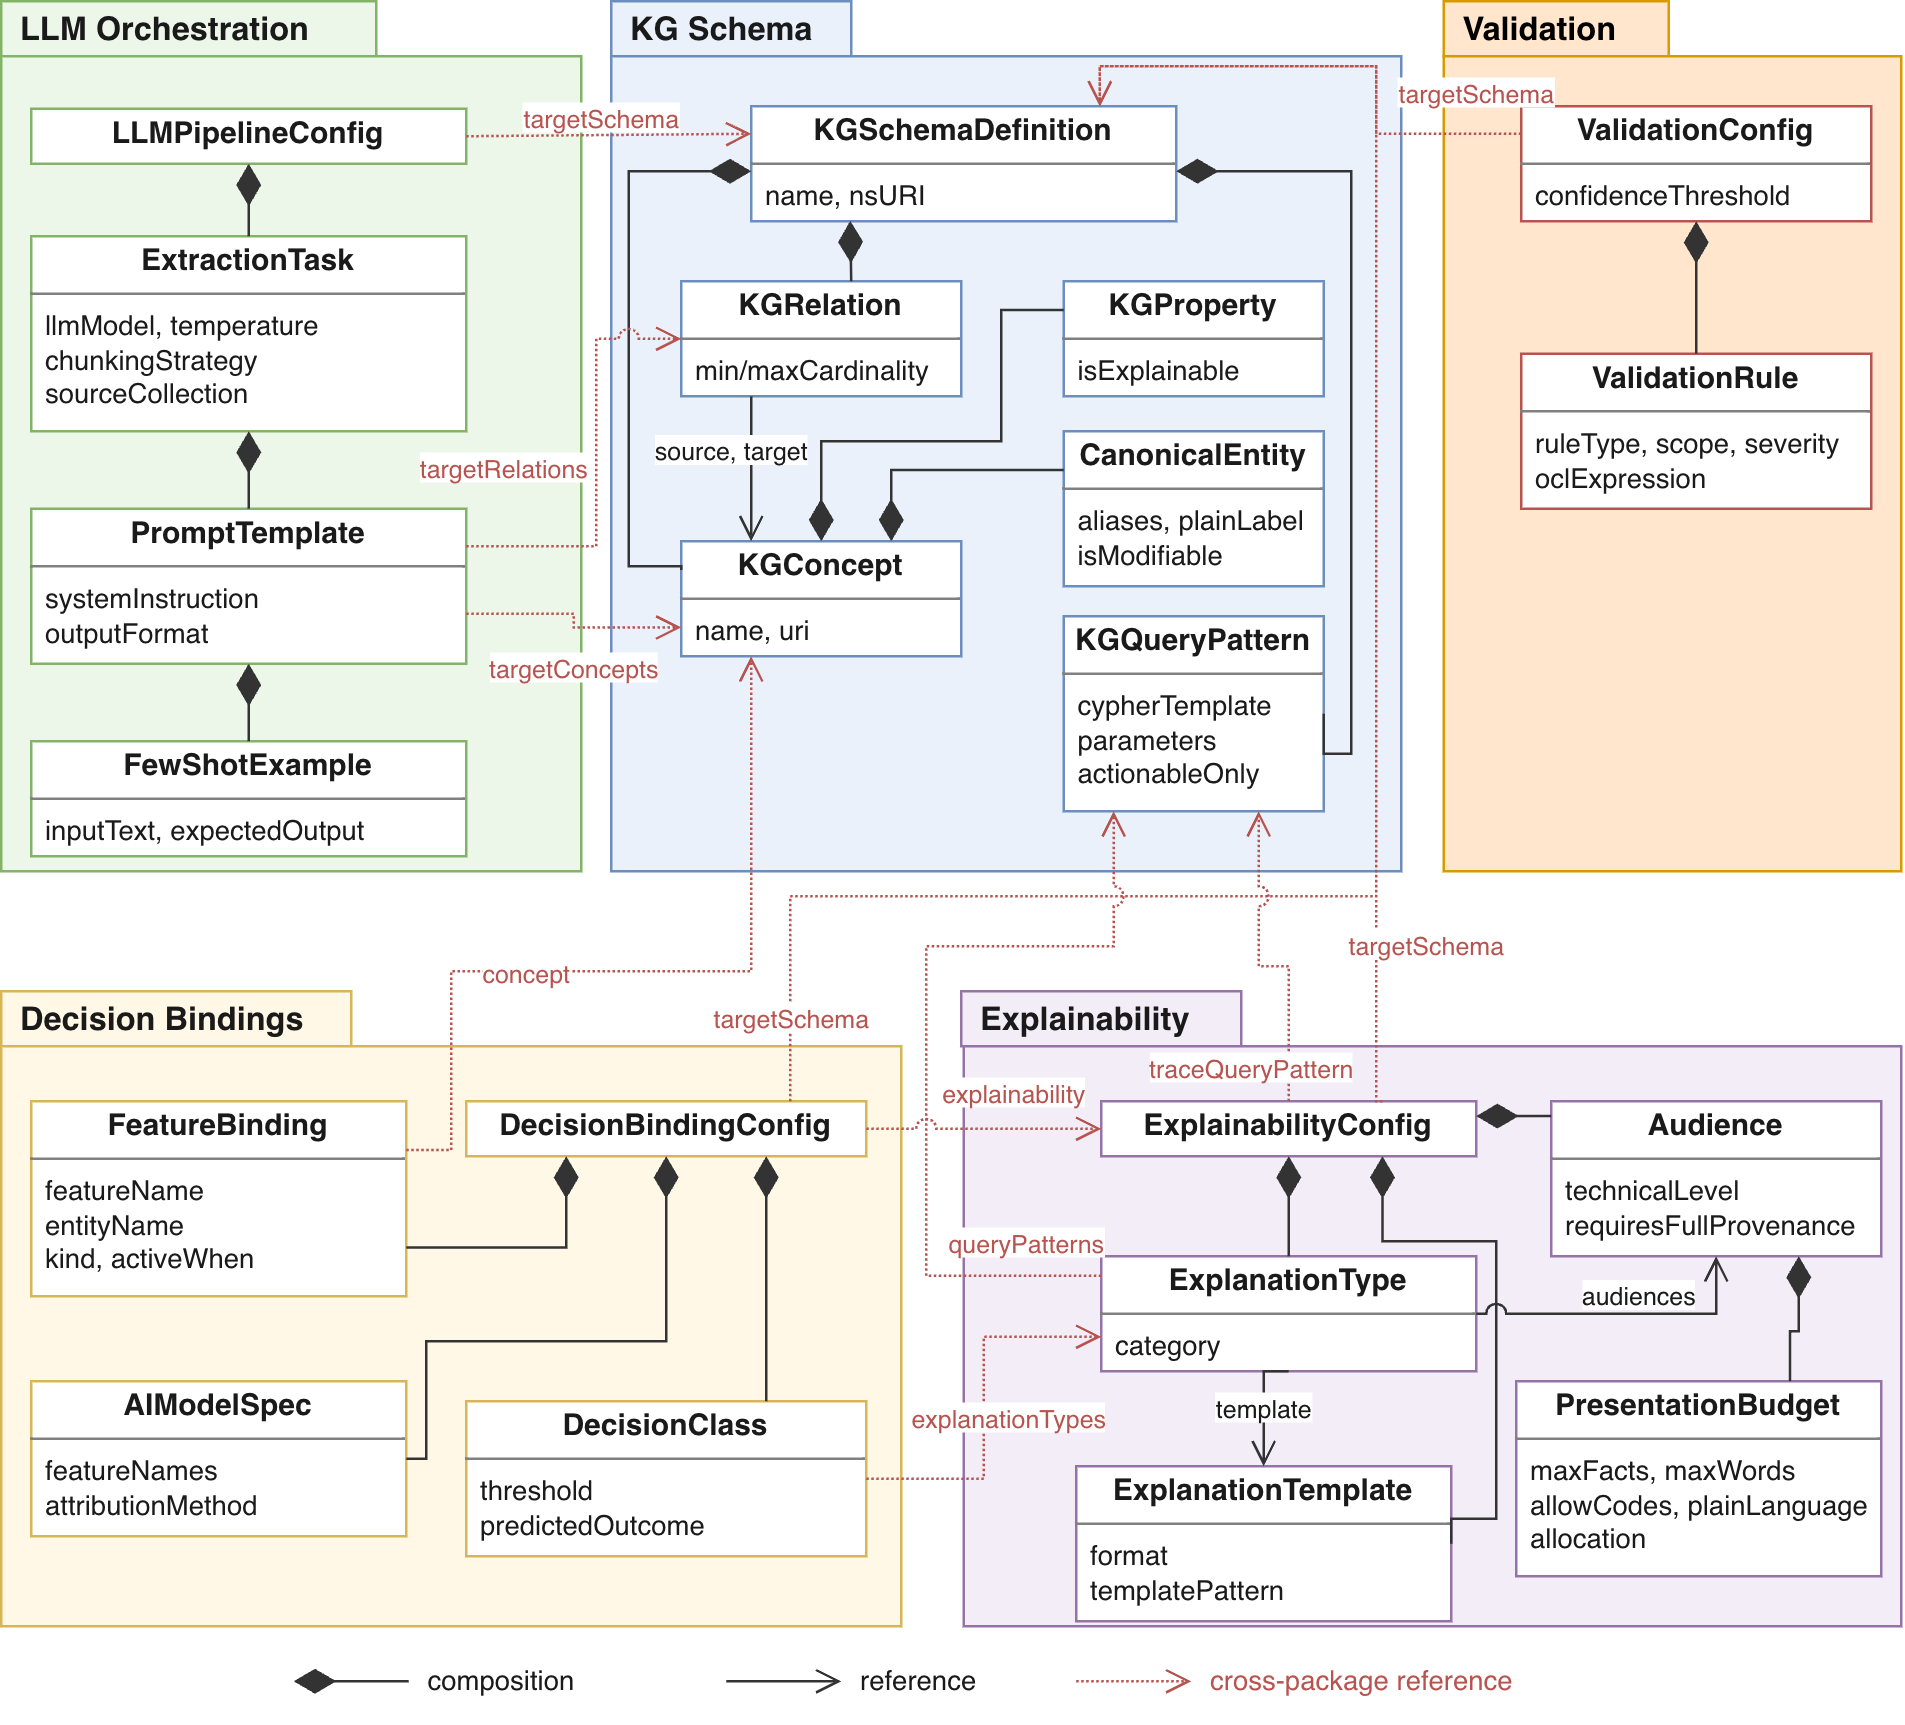 LLM Orchestration
KG Schema
Validation
LLMPipelineConfig
targetSchema
KGSchemaDefinition
name, nsURI
targetSchema
ValidationConfig
confidenceThreshold
ExtractionTask
llmModel, temperature
chunkingStrategy
sourceCollection
KGRelation
min/maxCardinality
KGProperty
isExplainable
ValidationRule
ruleType, scope, severity
oclExpression
source, target
targetRelations
CanonicalEntity
aliases, plainLabel
isModifiable
PromptTemplate
systemInstruction
outputFormat
KGConcept
name, uri
targetConcepts
KGQueryPattern
cypherTemplate
parameters
actionableOnly
FewShotExample
inputText, expectedOutput
concept
targetSchema
targetSchema
Decision Bindings
Explainability
traceQueryPattern
explainability
FeatureBinding
featureName
entityName
kind, activeWhen
DecisionBindingConfig
ExplainabilityConfig
Audience
technicalLevel
requiresFullProvenance
queryPatterns
ExplanationType
category
audiences
AIModelSpec
featureNames
attributionMethod
DecisionClass
threshold
predictedOutcome
explanationTypes
template
ExplanationTemplate
format
templatePattern
PresentationBudget
maxFacts, maxWords
allowCodes, plainLanguage
allocation
composition
reference
cross-package reference